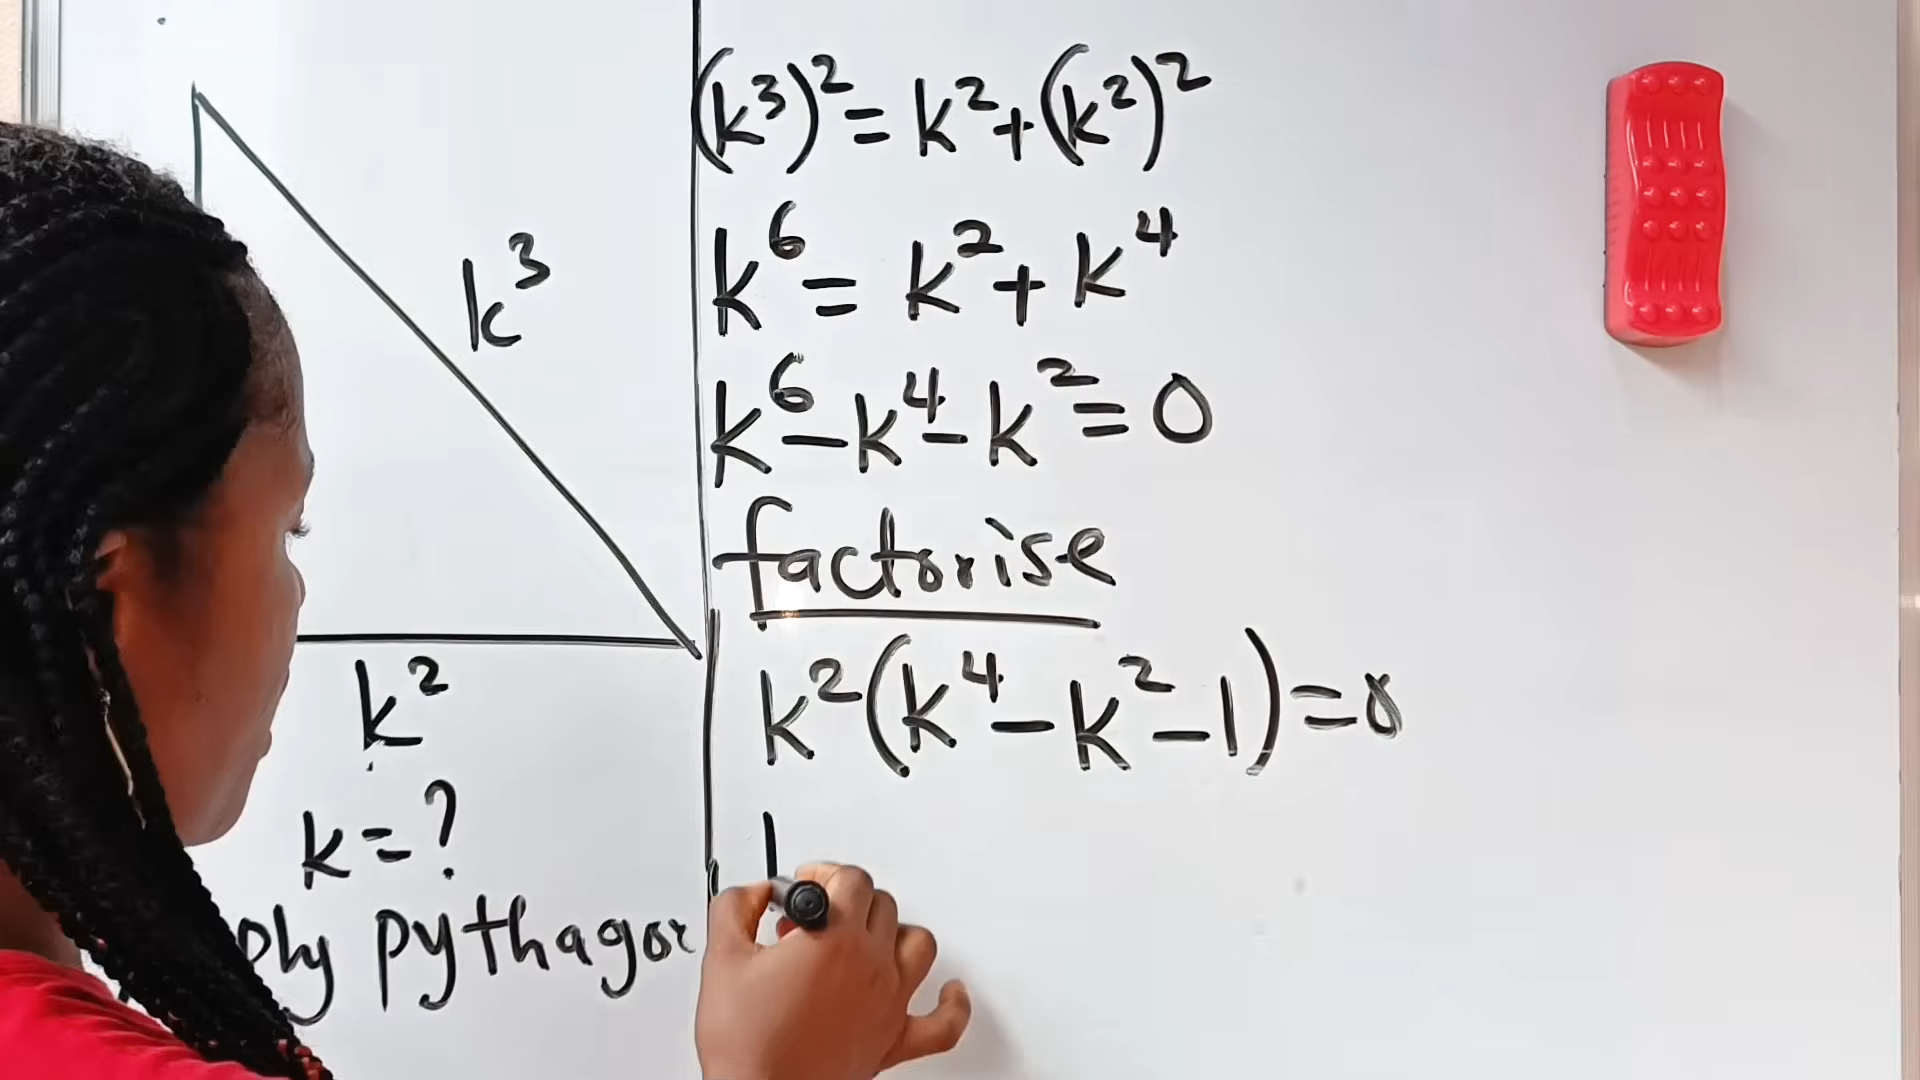 k³
k²
k=?
pythagor
(k³)²=k²+(k²)²
k⁶=k²+k⁴
k⁶-k⁴-k²=0
factorise
k²(k⁴-k²-1)=0